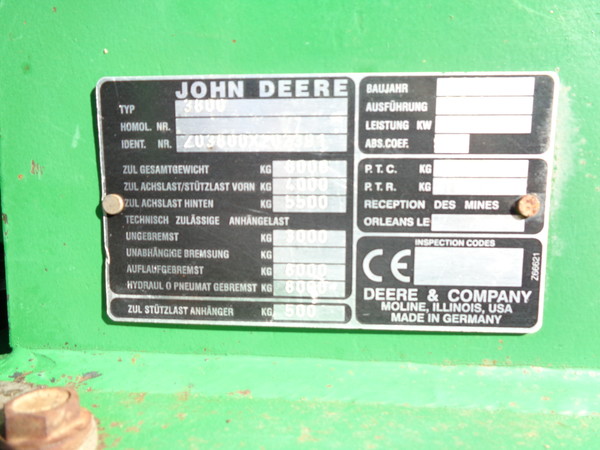 JOHN DEERE
TYP 3800
HOMOL. NR.
IDENT. NR.
ZUL GESAMTGEWICHT KG
ZUL ACHSLAST/STÜTZLAST VORN KG 4000
ZUL ACHSLAST HINTEN KG 5500
TECHNISCH ZULÄSSIGE ANHÄNGELAST
UNGEBREMST KG 3000
UNABHÄNGIGE BREMSUNG KG
AUFLAUFGEBREMST KG 8000
HYDRAUL O PNEUMAT GEBREMST KG 8000
ZUL STÜTZLAST ANHÄNGER KG 500
BAUJAHR
AUSFÜHRUNG
LEISTUNG KW
ABS.COEF.
P.T.C. KG
P.T.R. KG
RECEPTION DES MINES
ORLEANS LE
INSPECTION CODES
CE
Z66621
DEERE & COMPANY
MOLINE, ILLINOIS, USA
MADE IN GERMANY